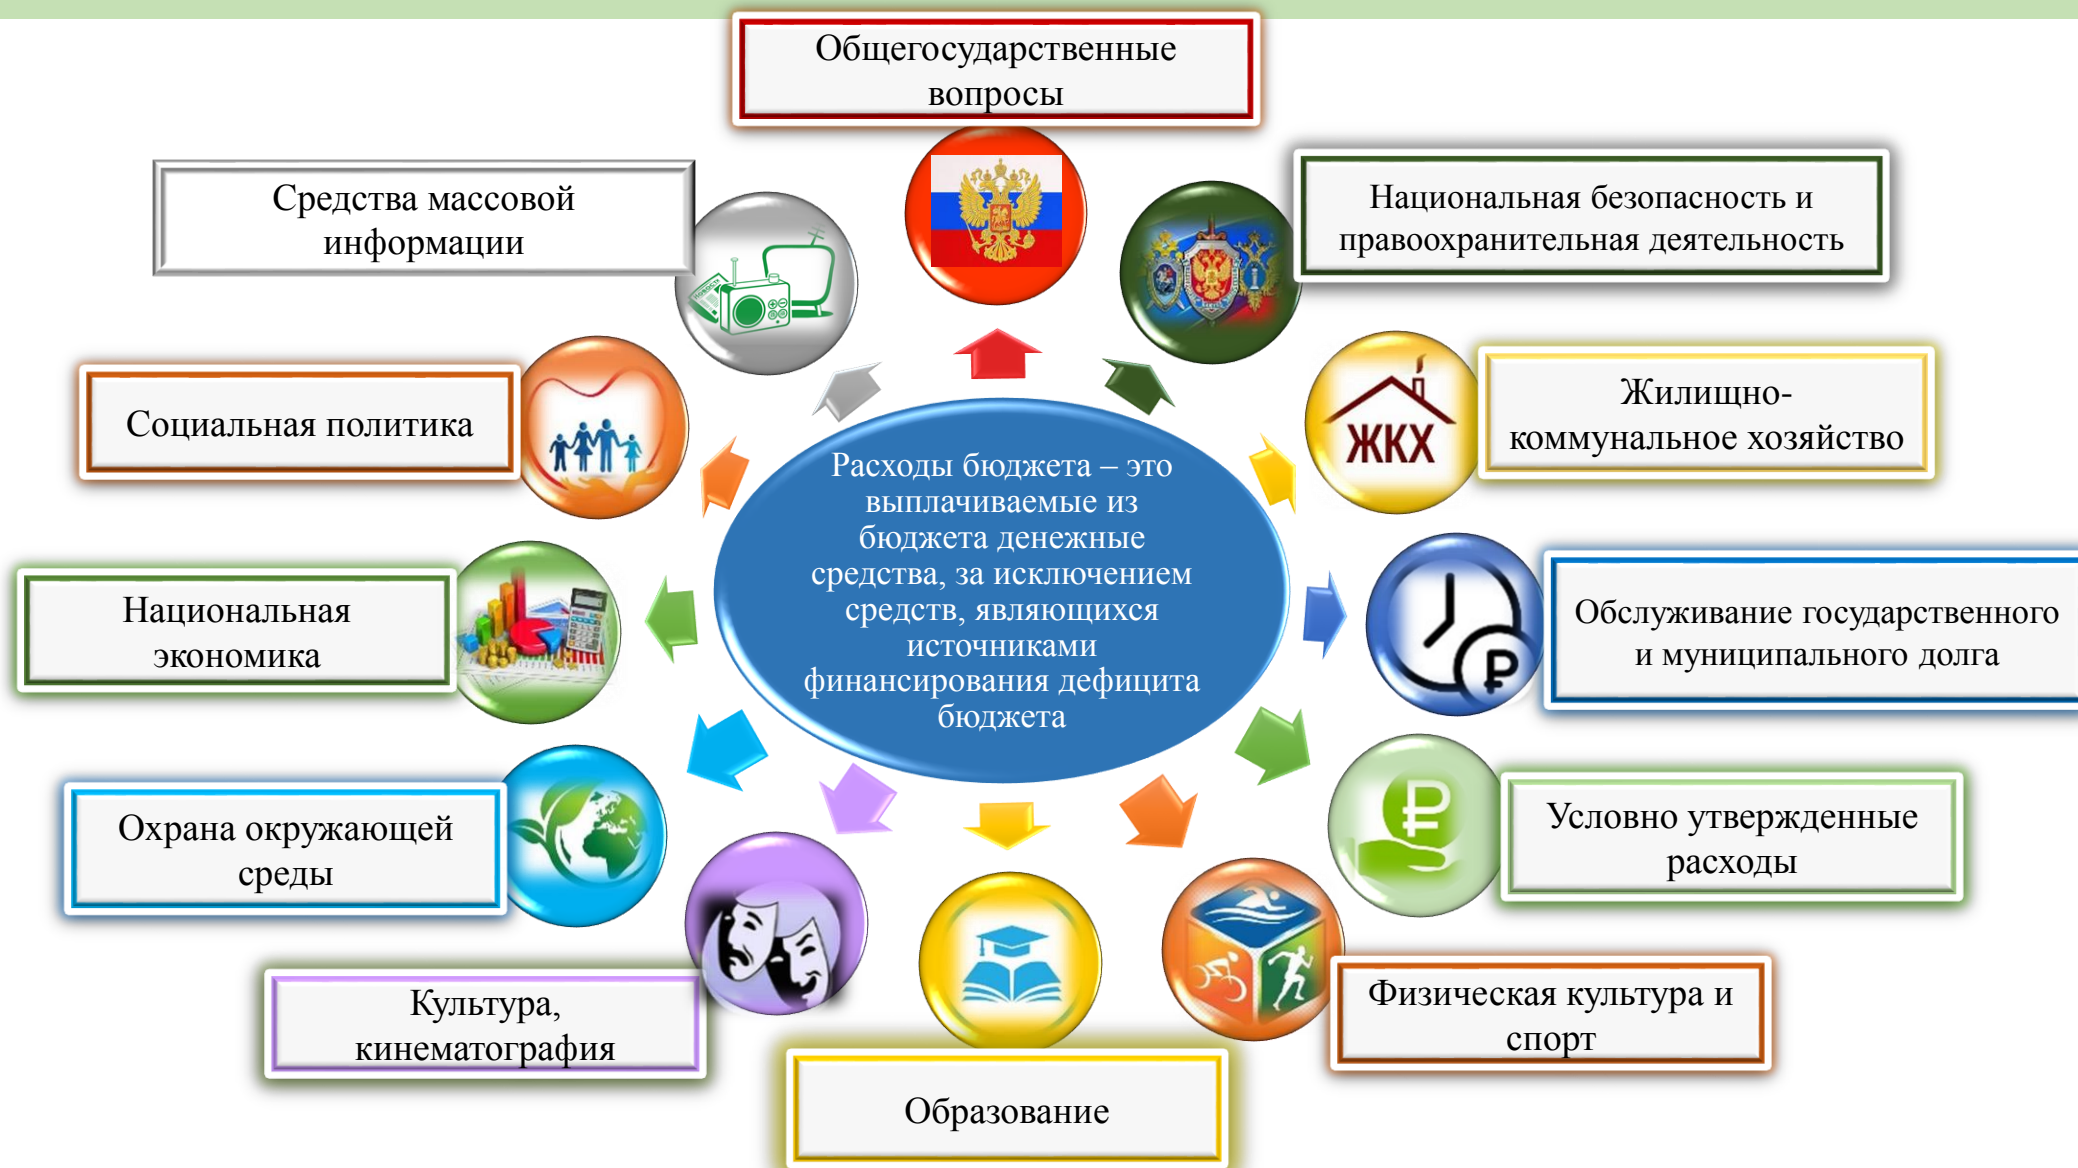 Общегосударственные
вопросы
Средства массовой
информации
Национальная безопасность и
правоохранительная деятельность
Социальная политика
ЖКХ
Жилищно-
коммунальное хозяйство
Расходы бюджета – это
выплачиваемые из
бюджета денежные
средства, за исключением
средств, являющихся
источниками
финансирования дефицита
бюджета
Национальная
экономика
Обслуживание государственного
и муниципального долга
Охрана окружающей
среды
Условно утвержденные
расходы
Культура,
кинематография
Физическая культура и
спорт
Образование